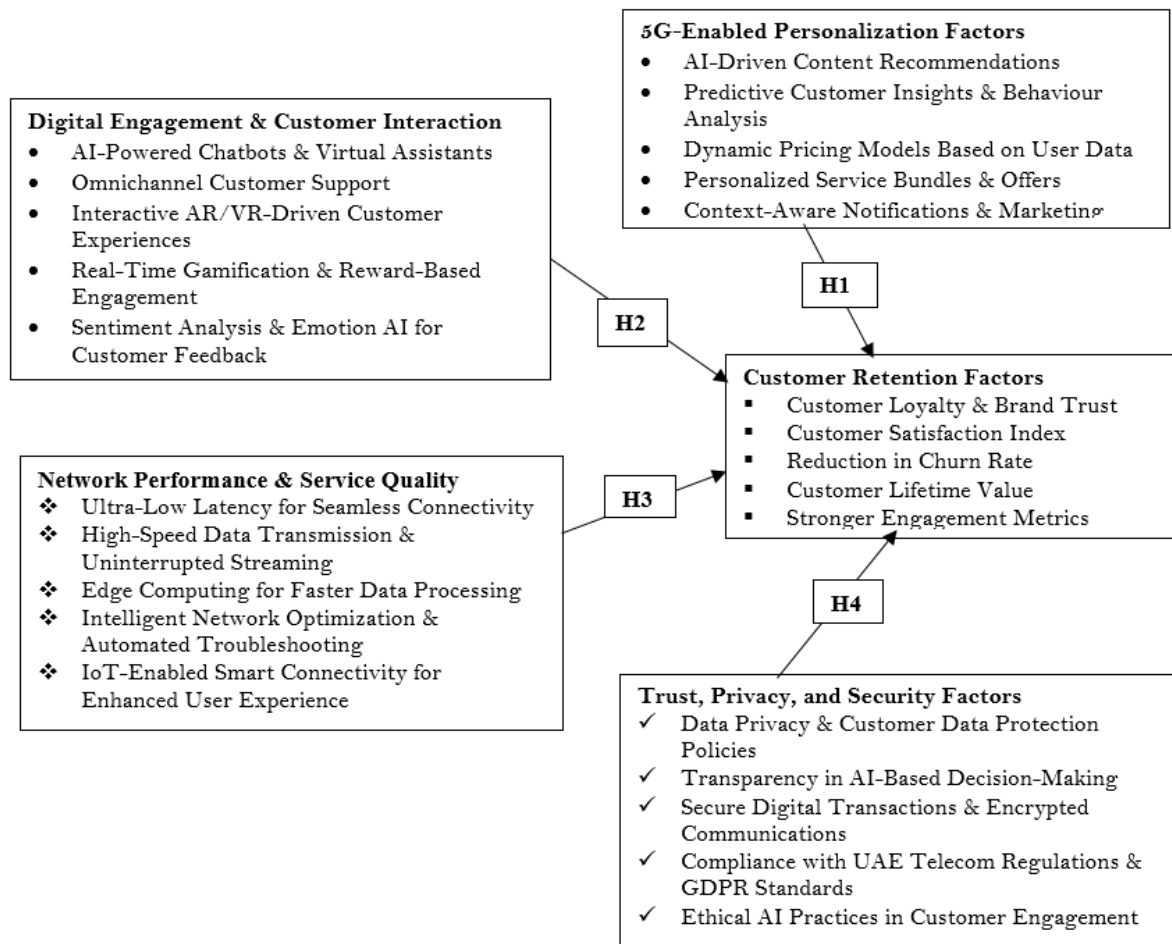 5G-Enabled Personalization Factors
• AI-Driven Content Recommendations
• Predictive Customer Insights & Behaviour
Analysis
• Dynamic Pricing Models Based on User Data
• Personalized Service Bundles & Offers
• Context-Aware Notifications & Marketing
Digital Engagement & Customer Interaction
• AI-Powered Chatbots & Virtual Assistants
• Omnichannel Customer Support
• Interactive AR/VR-Driven Customer
Experiences
• Real-Time Gamification & Reward-Based
Engagement
• Sentiment Analysis & Emotion AI for
Customer Feedback
H1
H2
Customer Retention Factors
▪ Customer Loyalty & Brand Trust
▪ Customer Satisfaction Index
▪ Reduction in Churn Rate
▪ Customer Lifetime Value
▪ Stronger Engagement Metrics
Network Performance & Service Quality
❖ Ultra-Low Latency for Seamless Connectivity
❖ High-Speed Data Transmission &
Uninterrupted Streaming
❖ Edge Computing for Faster Data Processing
❖ Intelligent Network Optimization &
Automated Troubleshooting
❖ IoT-Enabled Smart Connectivity for
Enhanced User Experience
H3
H4
Trust, Privacy, and Security Factors
✓ Data Privacy & Customer Data Protection
Policies
✓ Transparency in AI-Based Decision-Making
✓ Secure Digital Transactions & Encrypted
Communications
✓ Compliance with UAE Telecom Regulations &
GDPR Standards
✓ Ethical AI Practices in Customer Engagement